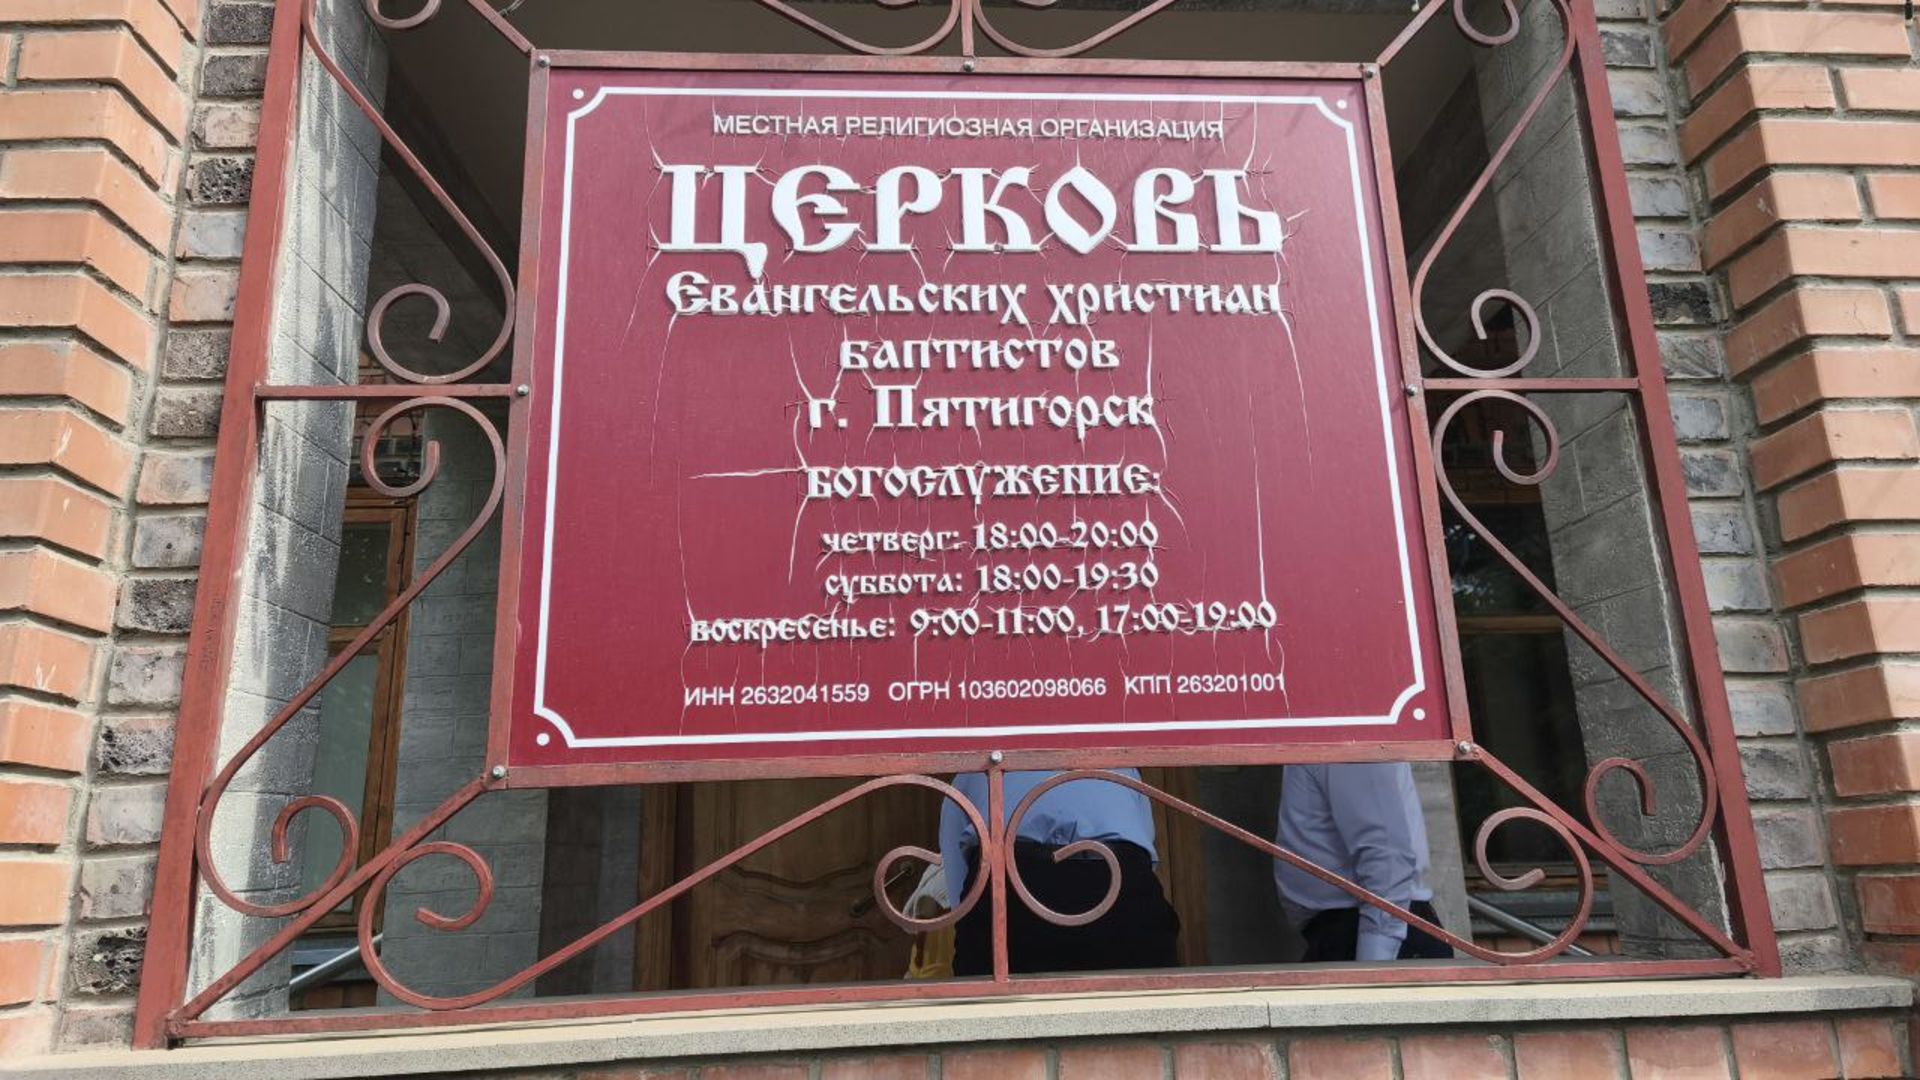 МЕСТНАЯ РЕЛИГИОЗНАЯ ОРГАНИЗАЦИЯ
ЦЕРКОВЬ
Евангельских христиан
баптистов
г. Пятигорск
БОГОСЛУЖЕНИЕ:
четверг: 18:00-20:00
суббота: 18:00-19:30
воскресенье: 9:00-11:00, 17:00-19:00
ИНН 2632041559 ОГРН 103602098066 КПП 263201001